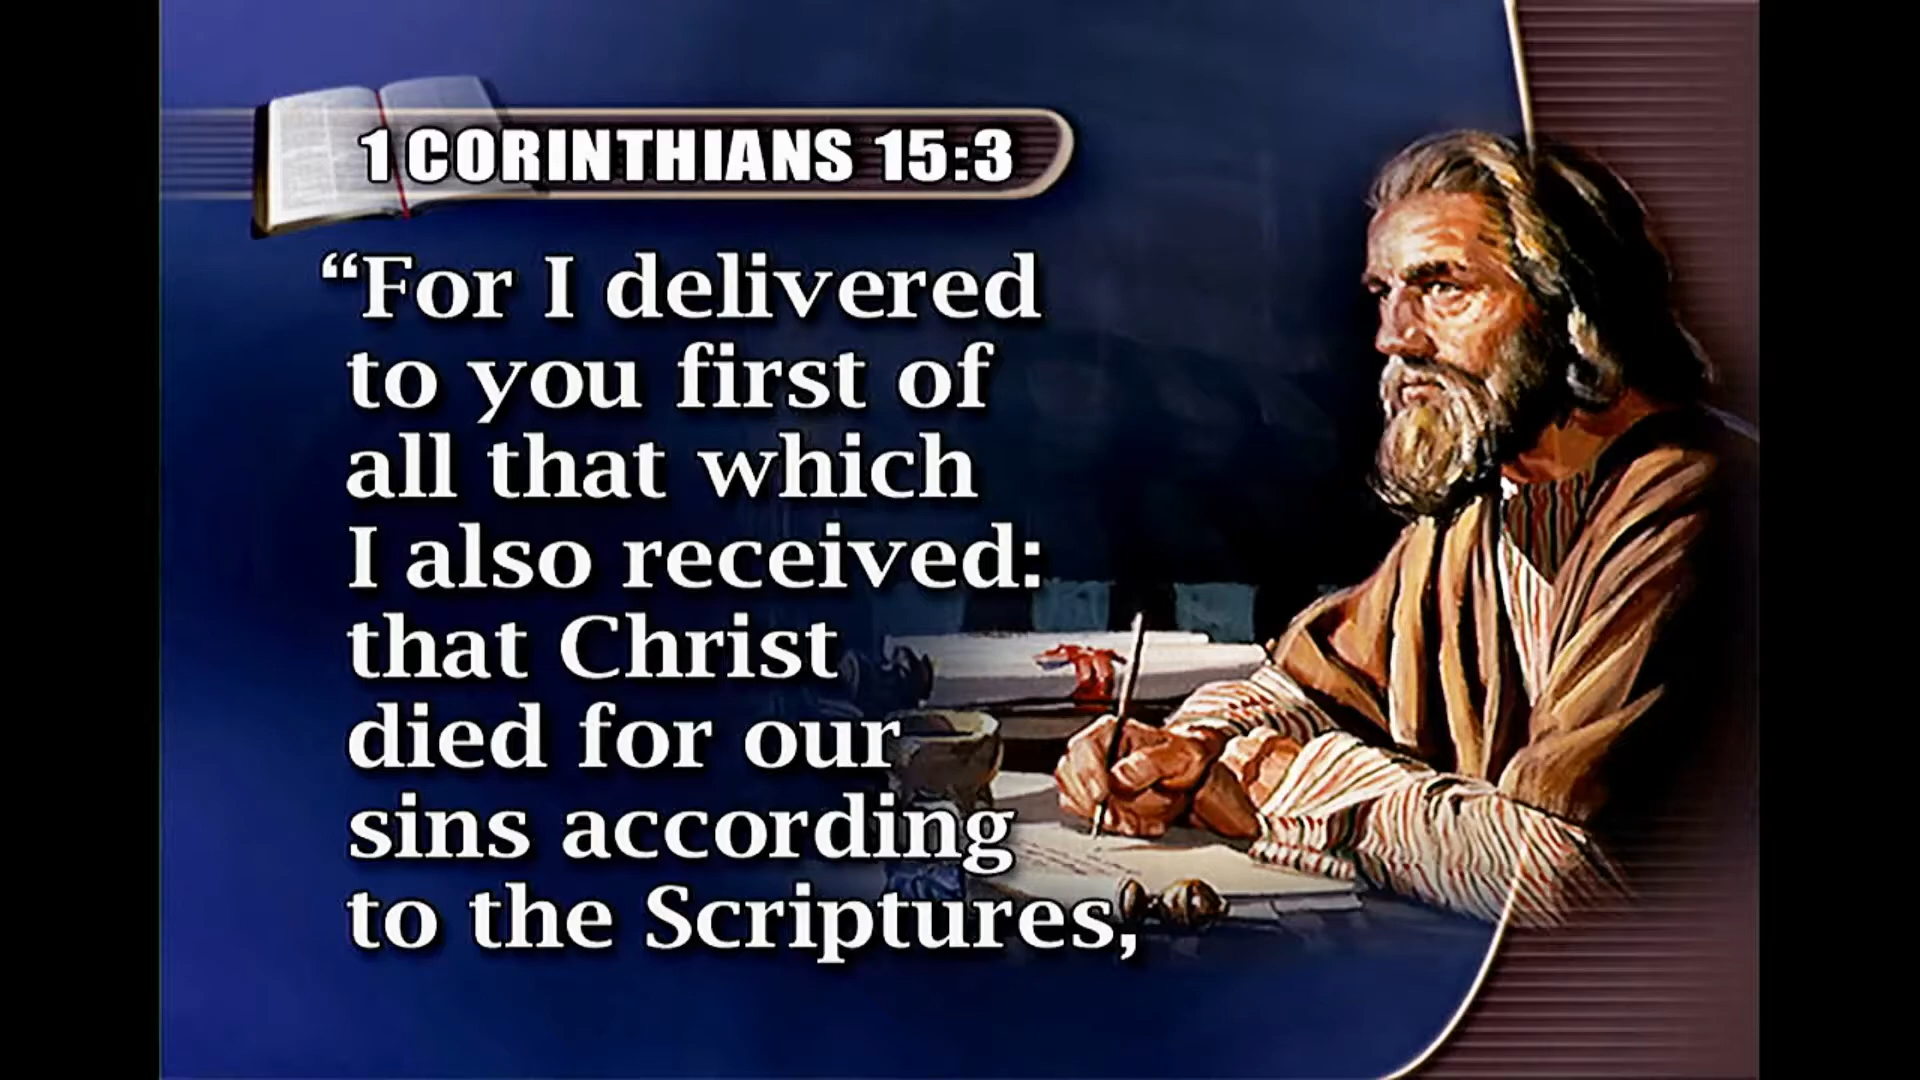 1 CORINTHIANS 15:3
“For I delivered
to you first of
all that which
I also received:
that Christ
died for our
sins according
to the Scriptures,